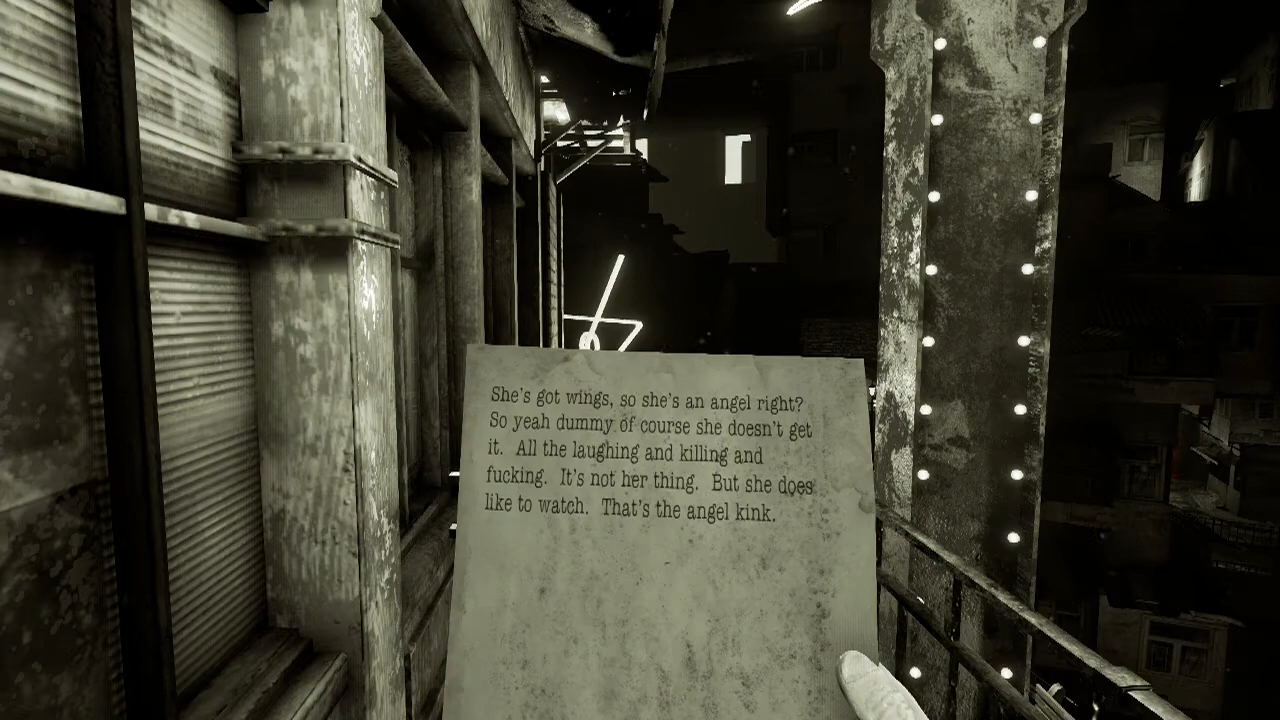 She's got wings, so she's an angel right?
So yeah dummy of course she doesn't get
it.  All the laughing and killing and
fucking.  It's not her thing.  But she does
like to watch.  That's the angel kink.